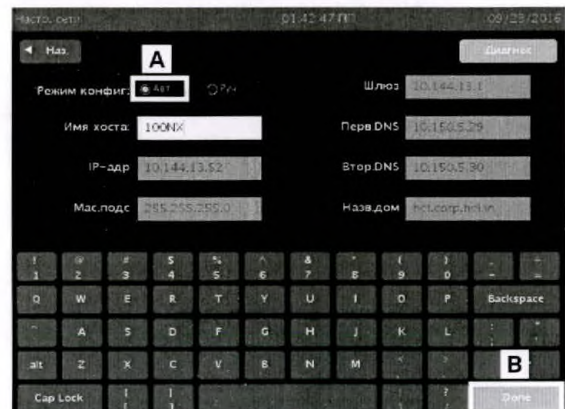 Настр. сети 01:42:47 ПП 09/23/2016
◄ Наз. A Диагнос
Режим конфиг: Авт Руч Шлюз 10.144.13.1
Имя хоста: 100NX Перв.DNS 10.150.5.29
IP-адр 10.144.13.52 Втор.DNS 10.150.5.30
Мас.подс 255.255.255.0 Назв.дом hct.corp.hcl.in
! @ # $ % ^ & * ( ) _ +
1 2 3 4 5 6 7 8 9 0 - =
Q W E R T Y U I O P Backspace
A S D F G H J K L : "
alt Z X C V B N M B
Cap Lock [ ] ? Done